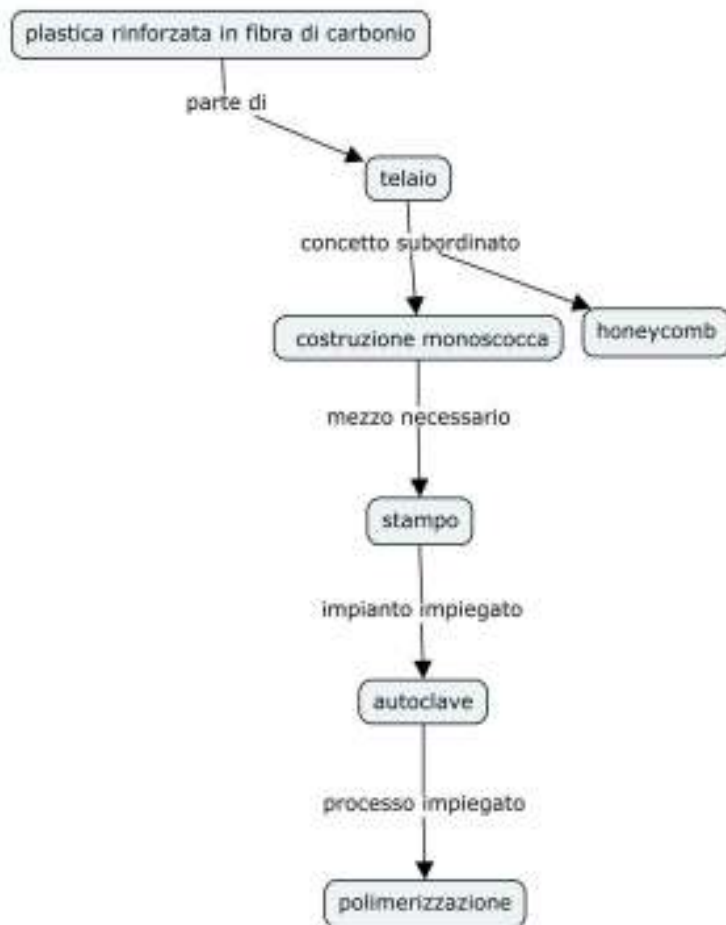 plastica rinforzata in fibra di carbonio
parte di
telaio
concetto subordinato
costruzione monoscocca
honeycomb
mezzo necessario
stampo
impianto impiegato
autoclave
processo impiegato
polimerizzazione